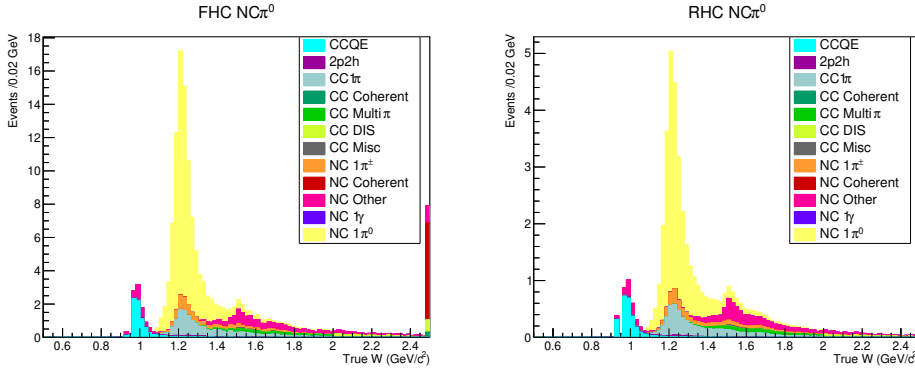 FHC NCπ⁰
Events /0.02 GeV
18
16
14
12
10
8
6
4
2
0
CCQE
2p2h
CC1π
CC Coherent
CC Multi π
CC DIS
CC Misc
NC 1π±
NC Coherent
NC Other
NC 1γ
NC 1π⁰
0.6 0.8 1 1.2 1.4 1.6 1.8 2 2.2 2.4
True W (GeV/c²)
RHC NCπ⁰
Events /0.02 GeV
5
4
3
2
1
0
CCQE
2p2h
CC1π
CC Coherent
CC Multi π
CC DIS
CC Misc
NC 1π±
NC Coherent
NC Other
NC 1γ
NC 1π⁰
0.6 0.8 1 1.2 1.4 1.6 1.8 2 2.2 2.4
True W (GeV/c²)